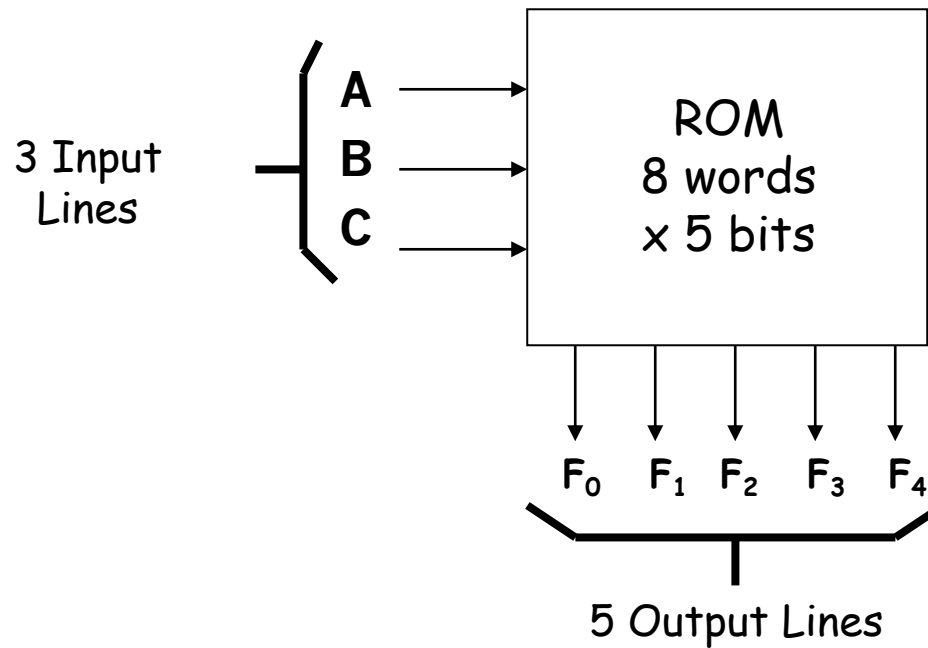 3 Input
Lines
A
B
C
ROM
8 words
x 5 bits
F₀ F₁ F₂ F₃ F₄
5 Output Lines